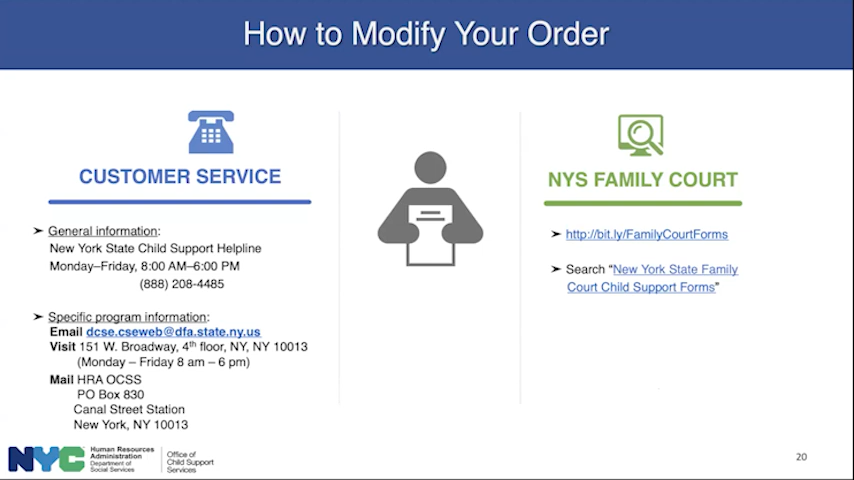 How to Modify Your Order
CUSTOMER SERVICE
➤ General information:
New York State Child Support Helpline
Monday–Friday, 8:00 AM–6:00 PM
(888) 208-4485
➤ Specific program information:
Email dcse.cseweb@dfa.state.ny.us
Visit 151 W. Broadway, 4th floor, NY, NY 10013
(Monday – Friday 8 am – 6 pm)
Mail HRA OCSS
PO Box 830
Canal Street Station
New York, NY 10013
NYS FAMILY COURT
➤ http://bit.ly/FamilyCourtForms
➤ Search “New York State Family
Court Child Support Forms”
NYC
Human Resources
Administration
Department of
Social Services
Office of
Child Support
Services
20